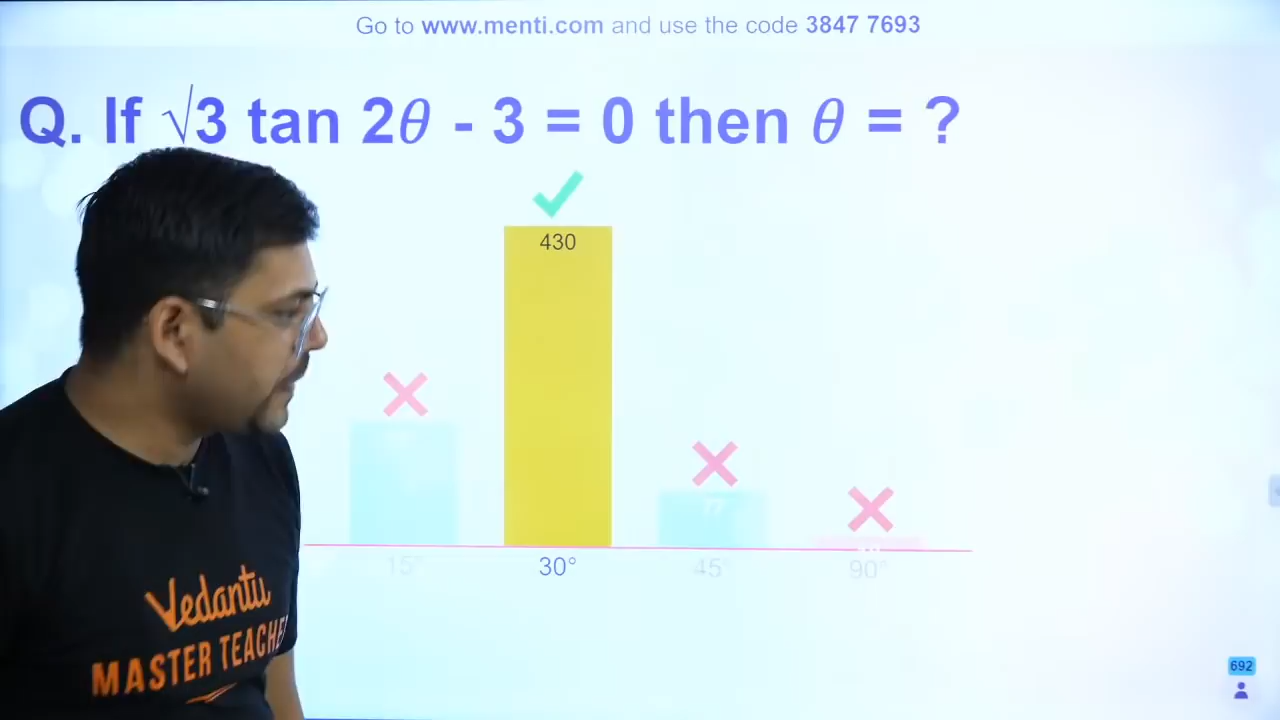 Go to www.menti.com and use the code 3847 7693
Q. If √3 tan 2θ - 3 = 0 then θ = ?
430
77
15°
30°
45°
90°
Vedantu
MASTER TEACHE
692